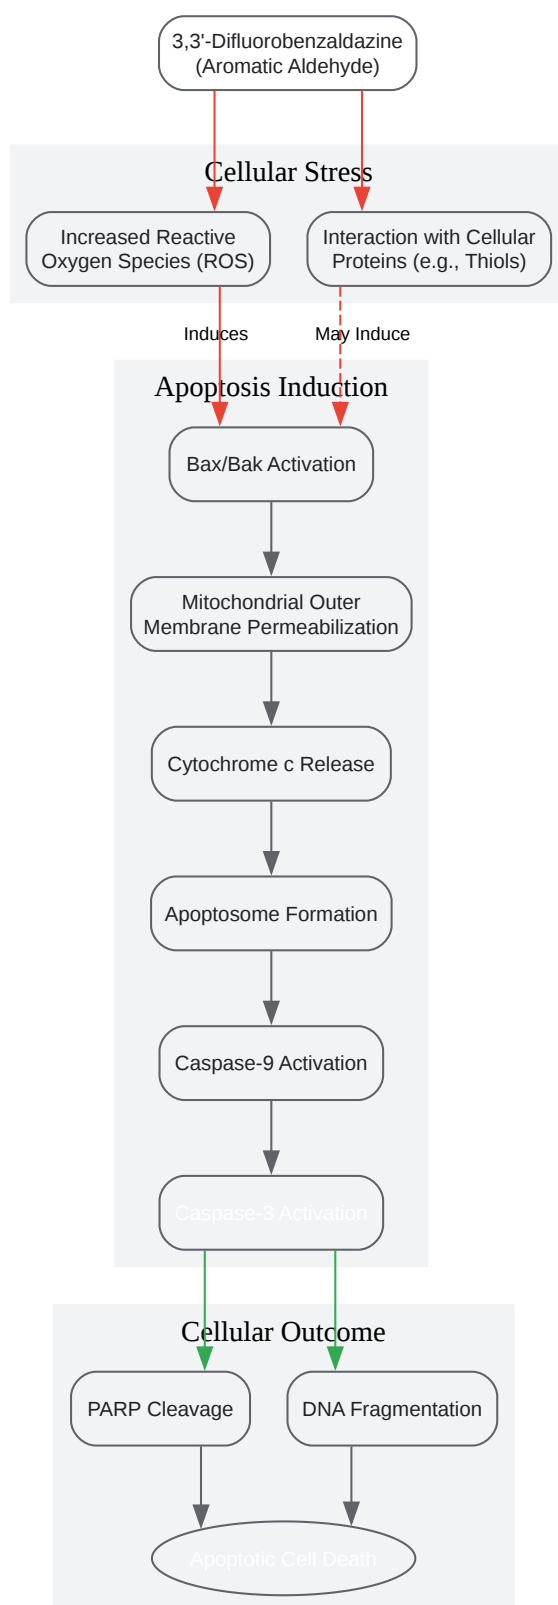 3,3'-Difluorobenzaldazine
(Aromatic Aldehyde)
Cellular Stress
Increased Reactive
Oxygen Species (ROS)
Interaction with Cellular
Proteins (e.g., Thiols)
Induces
May Induce
Apoptosis Induction
Bax/Bak Activation
Mitochondrial Outer
Membrane Permeabilization
Cytochrome c Release
Apoptosome Formation
Caspase-9 Activation
Caspase-3 Activation
Cellular Outcome
PARP Cleavage
DNA Fragmentation
Apoptotic Cell Death